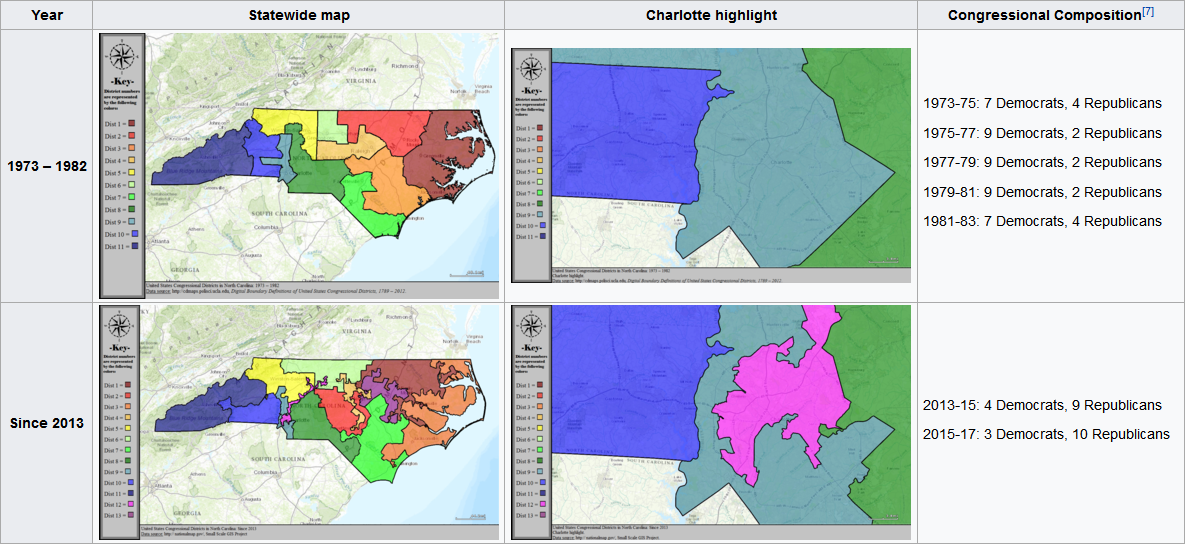 Year
Statewide map
Charlotte highlight
Congressional Composition[7]
1973 – 1982
-Key-
District numbers
are represented
by the following
colors:
Dist 1 =
Dist 2 =
Dist 3 =
Dist 4 =
Dist 5 =
Dist 6 =
Dist 7 =
Dist 8 =
Dist 9 =
Dist 10 =
Dist 11 =
Richmond
VIRGINIA
Norfolk
Virginia
Beach
SOUTH CAROLINA
Columbia
Atlanta
Augusta
GEORGIA
United States Congressional Districts in North Carolina: 1973 – 1982
Data source: http://cdmaps.polisci.ucla.edu, Digital Boundary Definitions of United States Congressional Districts, 1789 – 2012.
-Key-
District numbers
are represented
by the following
colors:
Dist 1 =
Dist 2 =
Dist 3 =
Dist 4 =
Dist 5 =
Dist 6 =
Dist 7 =
Dist 8 =
Dist 9 =
Dist 10 =
Dist 11 =
NORTH CAROLINA
SOUTH CAROLINA
United States Congressional Districts in North Carolina: 1973 – 1982
Charlotte highlight
Data source: http://cdmaps.polisci.ucla.edu, Digital Boundary Definitions of United States Congressional Districts, 1789 – 2012.
1973-75: 7 Democrats, 4 Republicans
1975-77: 9 Democrats, 2 Republicans
1977-79: 9 Democrats, 2 Republicans
1979-81: 9 Democrats, 2 Republicans
1981-83: 7 Democrats, 4 Republicans
Since 2013
-Key-
District numbers
are represented
by the following
colors:
Dist 1 =
Dist 2 =
Dist 3 =
Dist 4 =
Dist 5 =
Dist 6 =
Dist 7 =
Dist 8 =
Dist 9 =
Dist 10 =
Dist 11 =
Dist 12 =
Dist 13 =
Richmond
VIRGINIA
Norfolk
Virginia
Beach
SOUTH CAROLINA
Columbia
Atlanta
Augusta
GEORGIA
United States Congressional Districts in North Carolina: Since 2013
Data source: http://nationalmap.gov/, Small Scale GIS Project
-Key-
District numbers
are represented
by the following
colors:
Dist 1 =
Dist 2 =
Dist 3 =
Dist 4 =
Dist 5 =
Dist 6 =
Dist 7 =
Dist 8 =
Dist 9 =
Dist 10 =
Dist 11 =
Dist 12 =
Dist 13 =
NORTH CAROLINA
SOUTH CAROLINA
United States Congressional Districts in North Carolina: Since 2013
Charlotte highlight
Data source: http://nationalmap.gov/, Small Scale GIS Project
2013-15: 4 Democrats, 9 Republicans
2015-17: 3 Democrats, 10 Republicans